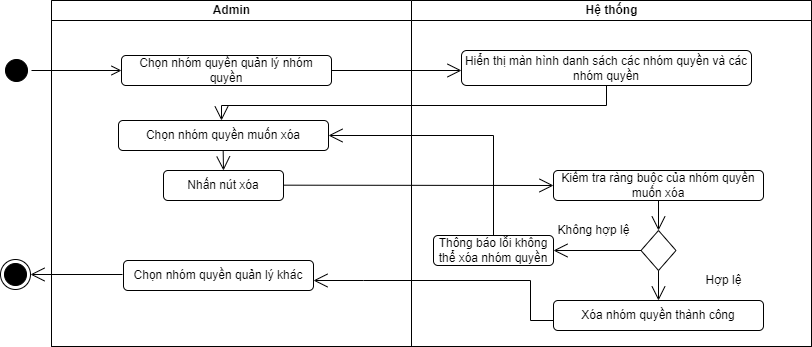 Admin
Hệ thống
Chọn nhóm quyền quản lý nhóm
quyền
Hiển thị màn hình danh sách các nhóm quyền và các
nhóm quyền
Chọn nhóm quyền muốn xóa
Nhấn nút xóa
Kiểm tra ràng buộc của nhóm quyền
muốn xóa
Không hợp lệ
Thông báo lỗi không
thể xóa nhóm quyền
Chọn nhóm quyền quản lý khác
Hợp lệ
Xóa nhóm quyền thành công